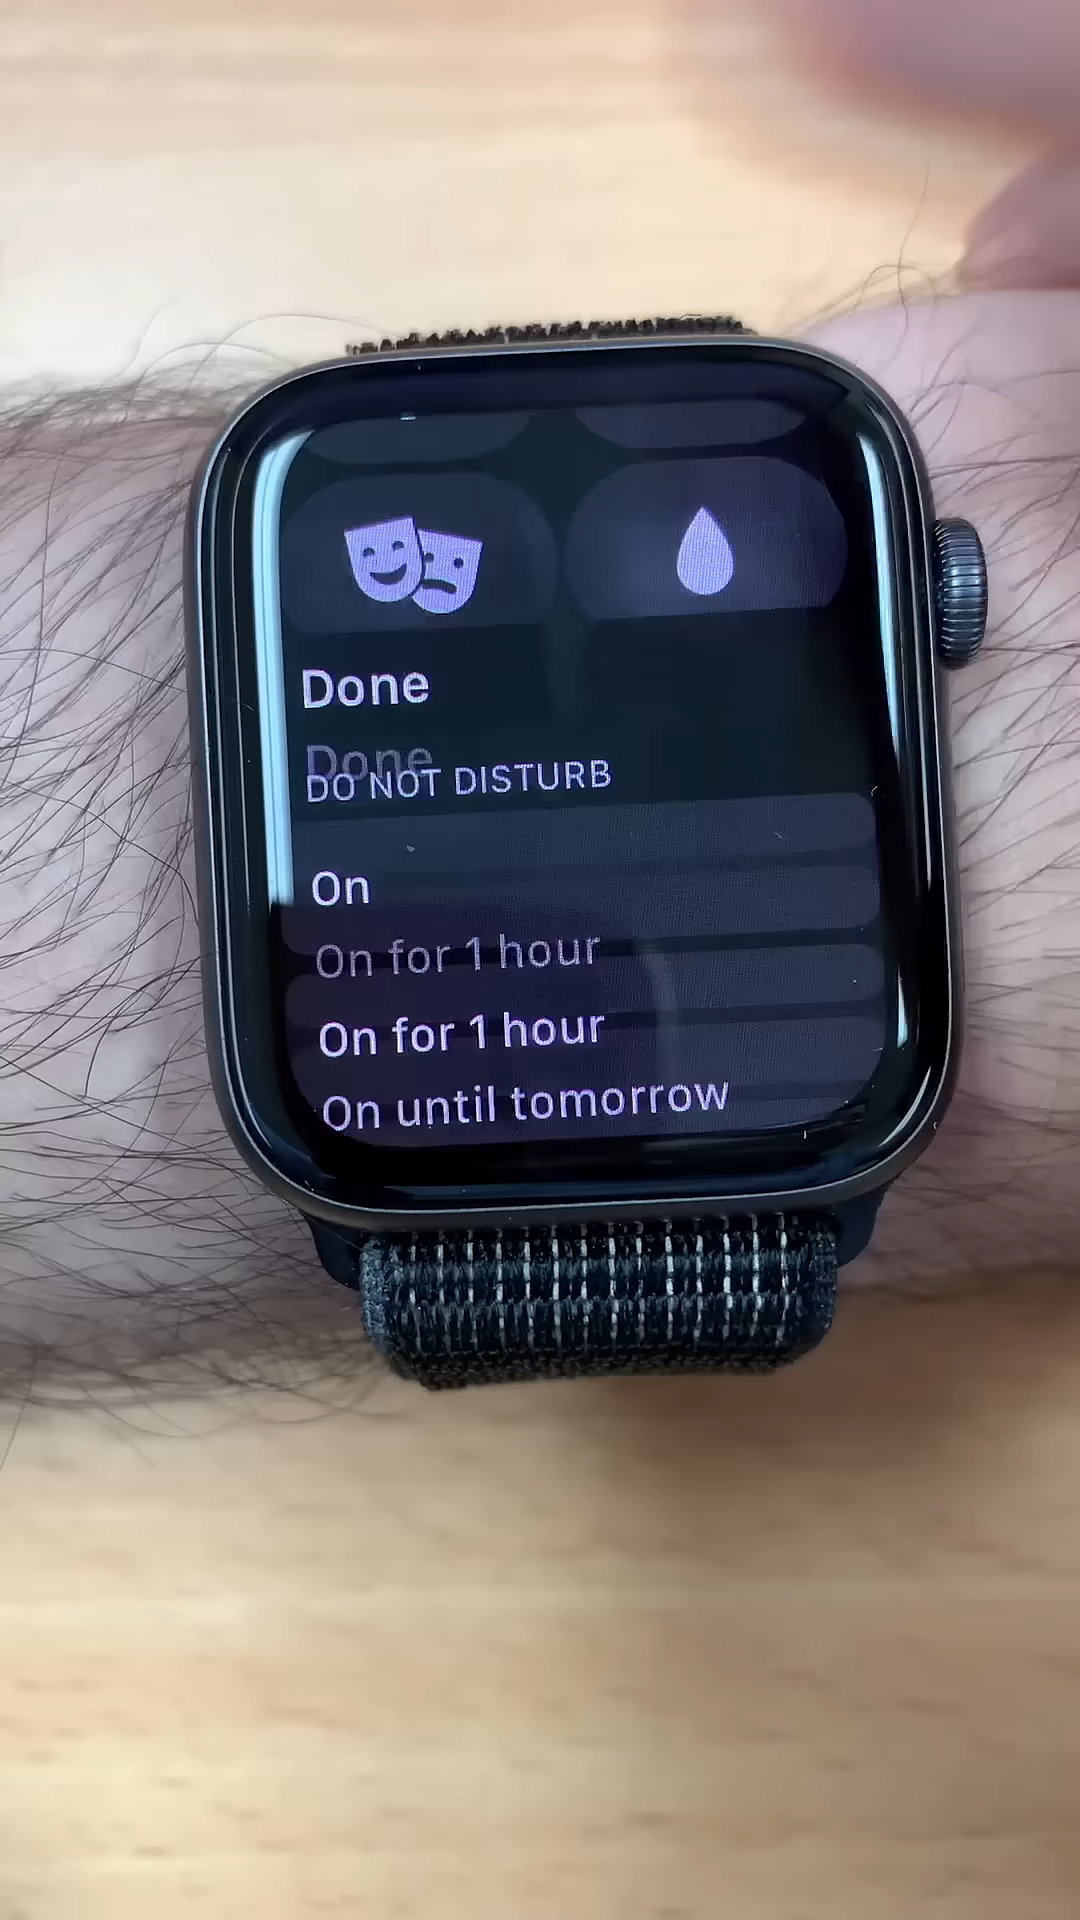 Done
Done
DO NOT DISTURB
On
On for 1 hour
On for 1 hour
On until tomorrow